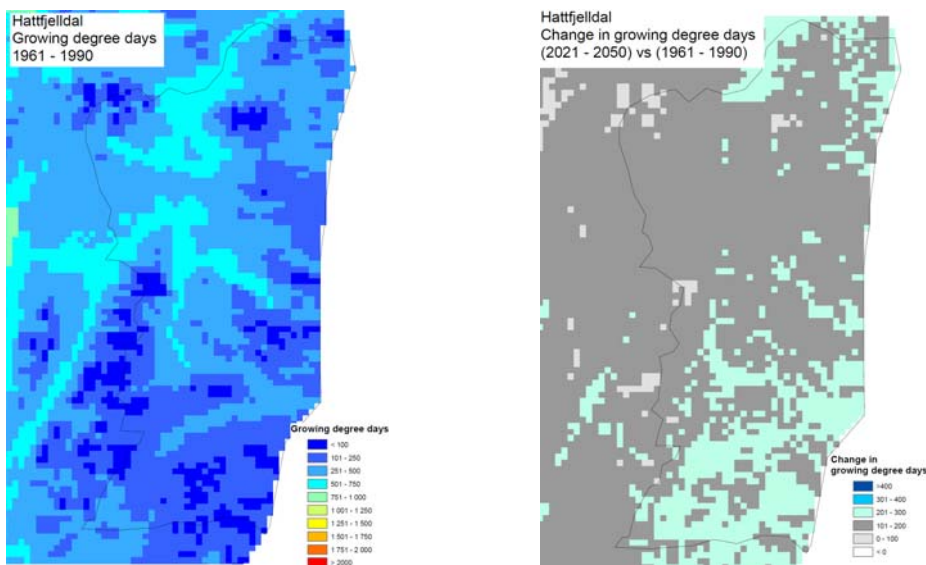 Hattfjelldal
Growing degree days
1961 - 1990
Growing degree days
< 100
101 - 250
251 - 500
501 - 750
751 - 1 000
1 001 - 1 250
1 251 - 1 500
1 501 - 1 750
1 751 - 2 000
> 2000
Hattfjelldal
Change in growing degree days
(2021 - 2050) vs (1961 - 1990)
Change in
growing degree days
>400
301 - 400
201 - 300
101 - 200
0 - 100
< 0